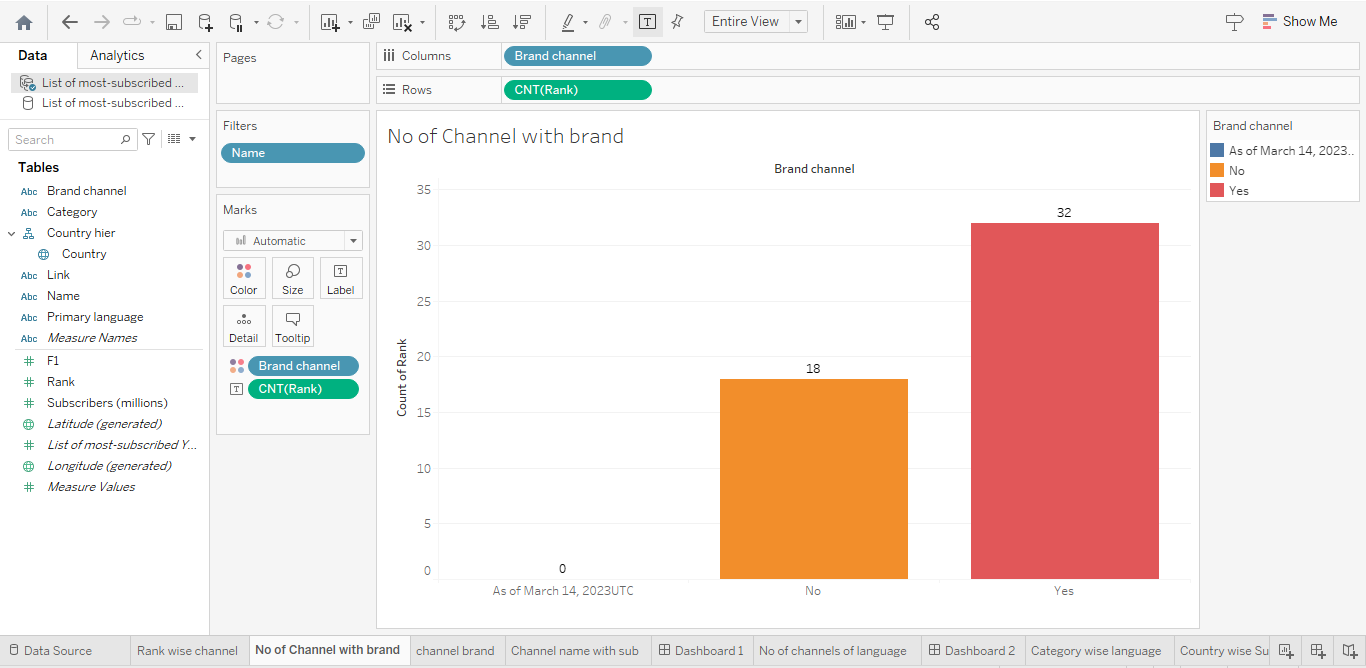 Entire View
Show Me
Data
Analytics
List of most-subscribed ...
List of most-subscribed ...
Search
Tables
Abc Brand channel
Abc Category
Country hier
Country
Abc Link
Abc Name
Abc Primary language
Abc Measure Names
# F1
# Rank
# Subscribers (millions)
Latitude (generated)
# List of most-subscribed Y...
Longitude (generated)
# Measure Values
Pages
Filters
Name
Marks
Automatic
Color
Size
T
Label
Detail
Tooltip
Brand channel
T CNT(Rank)
Columns
Brand channel
Rows
CNT(Rank)
No of Channel with brand
Brand channel
Count of Rank
35
30
25
20
15
10
5
0
0
18
32
As of March 14, 2023UTC
No
Yes
Brand channel
As of March 14, 2023..
No
Yes
Data Source
Rank wise channel
No of Channel with brand
channel brand
Channel name with sub
Dashboard 1
No of channels of language
Dashboard 2
Category wise language
Country wise Su